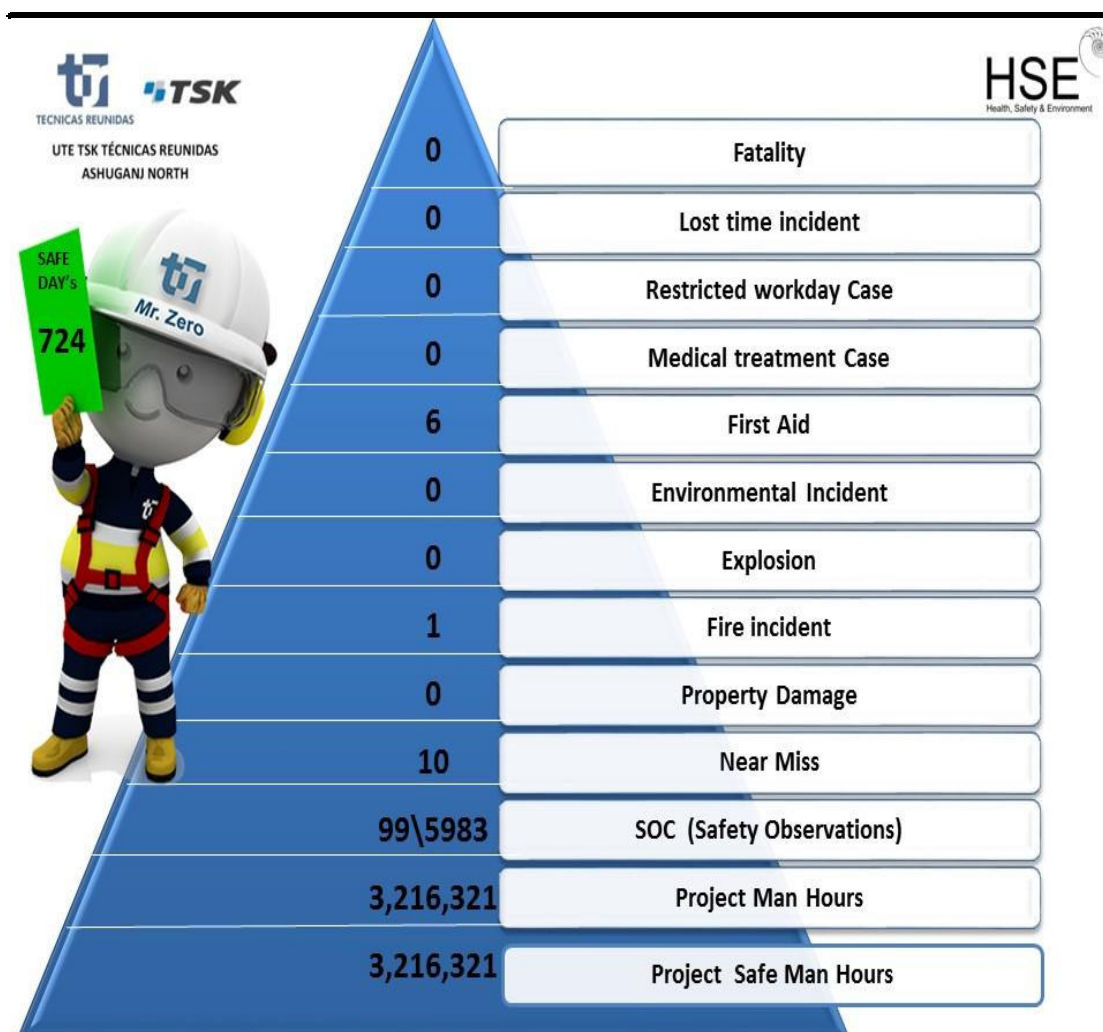 TECNICAS REUNIDAS
TSK
UTE TSK TÉCNICAS REUNIDAS
ASHUGANJ NORTH
HSE
Health, Safety & Environment
SAFE
DAY's
724
Mr. Zero
0 Fatality
0 Lost time incident
0 Restricted workday Case
0 Medical treatment Case
6 First Aid
0 Environmental Incident
0 Explosion
1 Fire incident
0 Property Damage
10 Near Miss
99\5983 SOC (Safety Observations)
3,216,321 Project Man Hours
3,216,321 Project Safe Man Hours